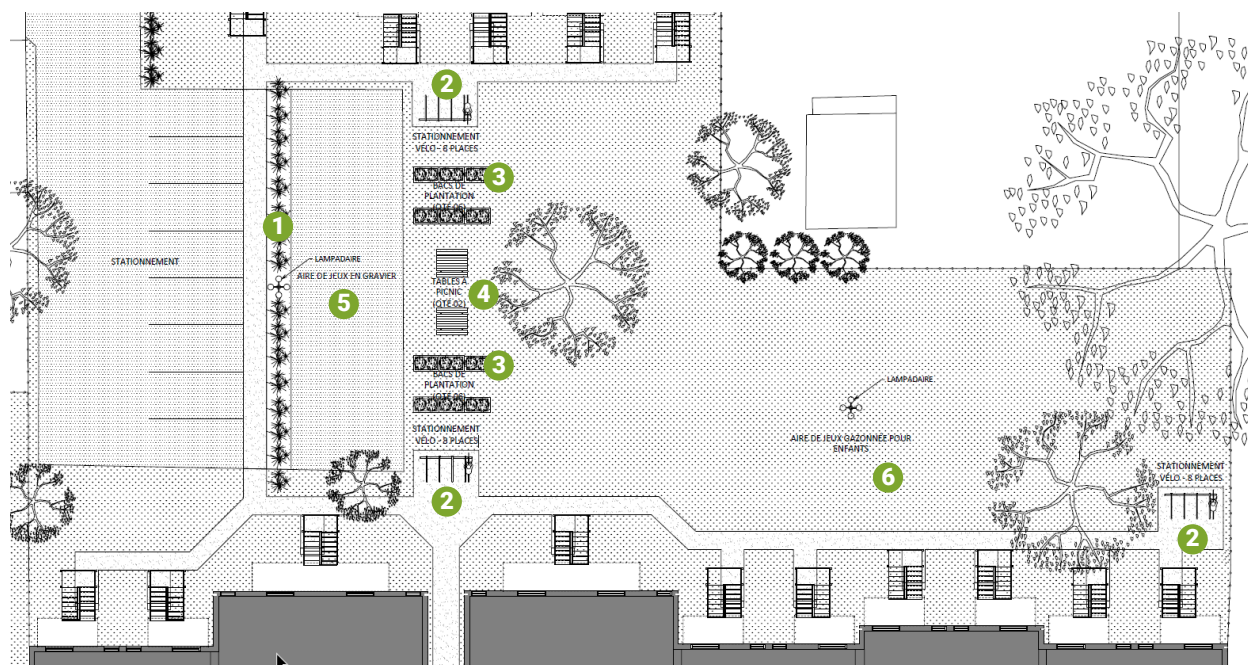 2
STATIONNEMENT
VÉLO - 8 PLACES
3
BACS DE
PLANTATION
(QTÉ 06)
1
LAMPADAIRE
STATIONNEMENT
AIRE DE JEUX EN GRAVIER
5
TABLES À
PICNIC
(QTÉ 02)
4
3
BACS DE
PLANTATION
STATIONNEMENT
VÉLO - 8 PLACES
2
LAMPADAIRE
AIRE DE JEUX GAZONNÉE POUR
ENFANTS
6
STATIONNEMENT
VÉLO - 8 PLACES
2